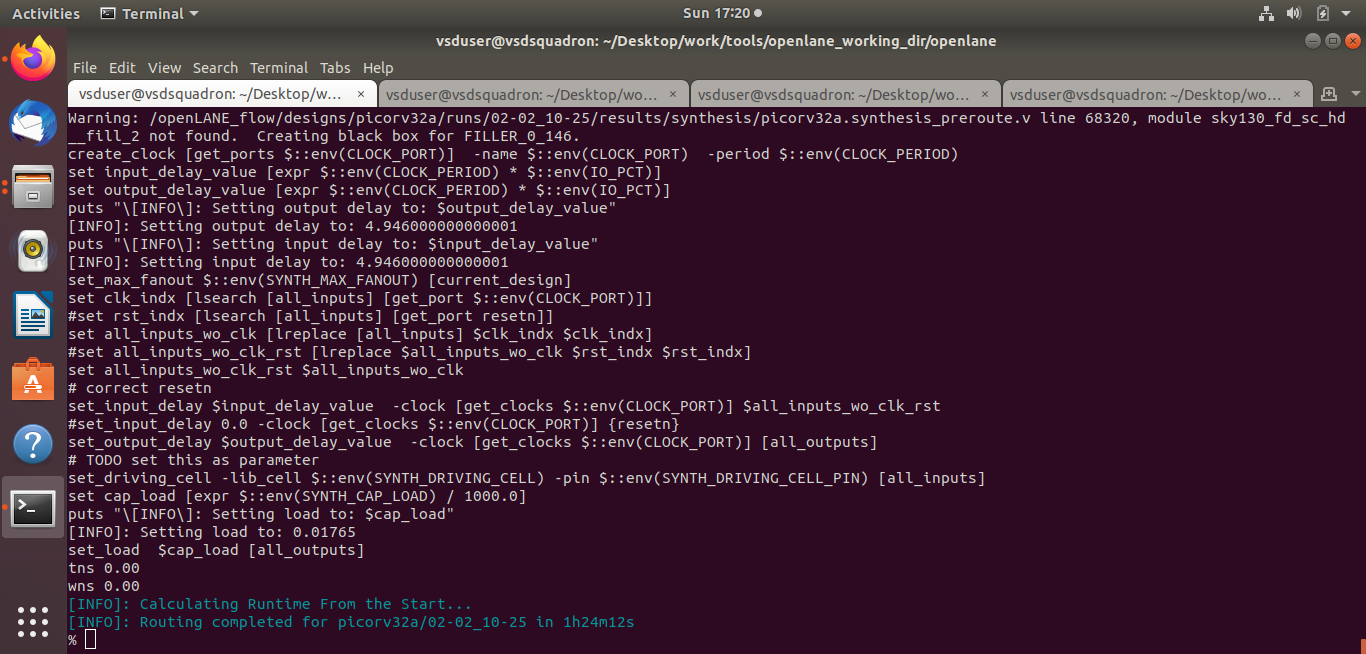 Activities Terminal Sun 17:20
vsduser@vsdsquadron: ~/Desktop/work/tools/openlane_working_dir/openlane
File Edit View Search Terminal Tabs Help
vsduser@vsdsquadron: ~/Desktop/w... × vsduser@vsdsquadron: ~/Desktop/wo... × vsduser@vsdsquadron: ~/Desktop/wo... × vsduser@vsdsquadron: ~/Desktop/wo... ×
Warning: /openLANE_flow/designs/picorv32a/runs/02-02_10-25/results/synthesis/picorv32a.synthesis_preroute.v line 68320, module sky130_fd_sc_hd
__fill_2 not found.  Creating black box for FILLER_0_146.
create_clock [get_ports $::env(CLOCK_PORT)]  -name $::env(CLOCK_PORT)  -period $::env(CLOCK_PERIOD)
set input_delay_value [expr $::env(CLOCK_PERIOD) * $::env(IO_PCT)]
set output_delay_value [expr $::env(CLOCK_PERIOD) * $::env(IO_PCT)]
puts "\[INFO\]: Setting output delay to: $output_delay_value"
[INFO]: Setting output delay to: 4.946000000000001
puts "\[INFO\]: Setting input delay to: $input_delay_value"
[INFO]: Setting input delay to: 4.946000000000001
set_max_fanout $::env(SYNTH_MAX_FANOUT) [current_design]
set clk_indx [lsearch [all_inputs] [get_port $::env(CLOCK_PORT)]]
#set rst_indx [lsearch [all_inputs] [get_port resetn]]
set all_inputs_wo_clk [lreplace [all_inputs] $clk_indx $clk_indx]
#set all_inputs_wo_clk_rst [lreplace $all_inputs_wo_clk $rst_indx $rst_indx]
set all_inputs_wo_clk_rst $all_inputs_wo_clk
# correct resetn
set_input_delay $input_delay_value  -clock [get_clocks $::env(CLOCK_PORT)] $all_inputs_wo_clk_rst
#set_input_delay 0.0 -clock [get_clocks $::env(CLOCK_PORT)] {resetn}
set_output_delay $output_delay_value  -clock [get_clocks $::env(CLOCK_PORT)] [all_outputs]
# TODO set this as parameter
set_driving_cell -lib_cell $::env(SYNTH_DRIVING_CELL) -pin $::env(SYNTH_DRIVING_CELL_PIN) [all_inputs]
set cap_load [expr $::env(SYNTH_CAP_LOAD) / 1000.0]
puts "\[INFO\]: Setting load to: $cap_load"
[INFO]: Setting load to: 0.01765
set_load  $cap_load [all_outputs]
tns 0.00
wns 0.00
[INFO]: Calculating Runtime From the Start...
[INFO]: Routing completed for picorv32a/02-02_10-25 in 1h24m12s
%